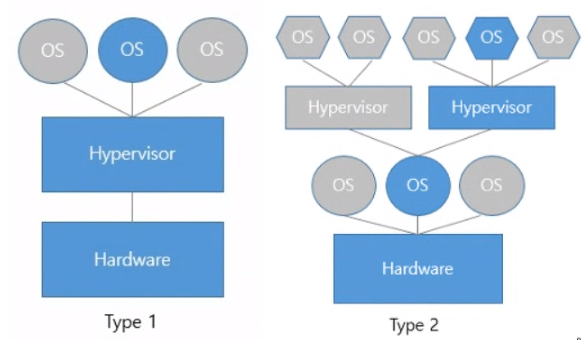 OS OS OS
Hypervisor
Hardware
Type 1
OS OS OS OS OS
Hypervisor Hypervisor
OS OS OS
Hardware
Type 2